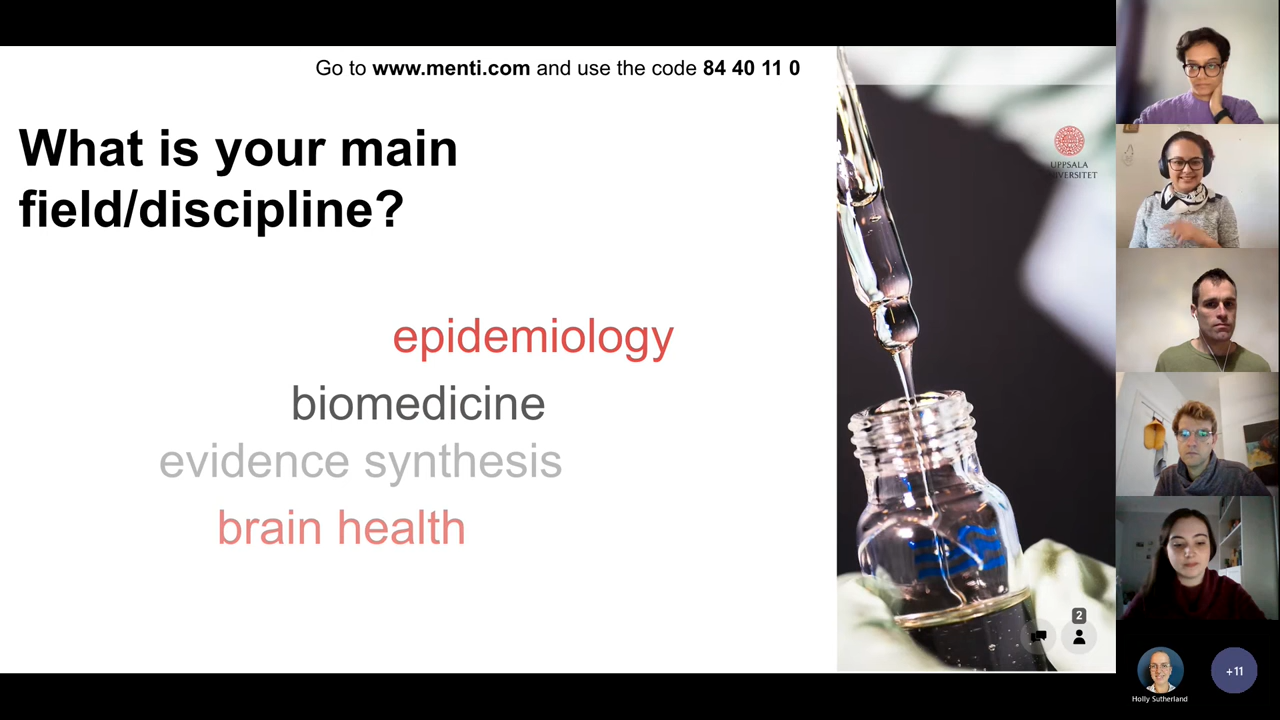 Go to www.menti.com and use the code 84 40 11 0
What is your main
field/discipline?
epidemiology
biomedicine
evidence synthesis
brain health
UPPSALA
UNIVERSITET
2
Holly Sutherland
+11